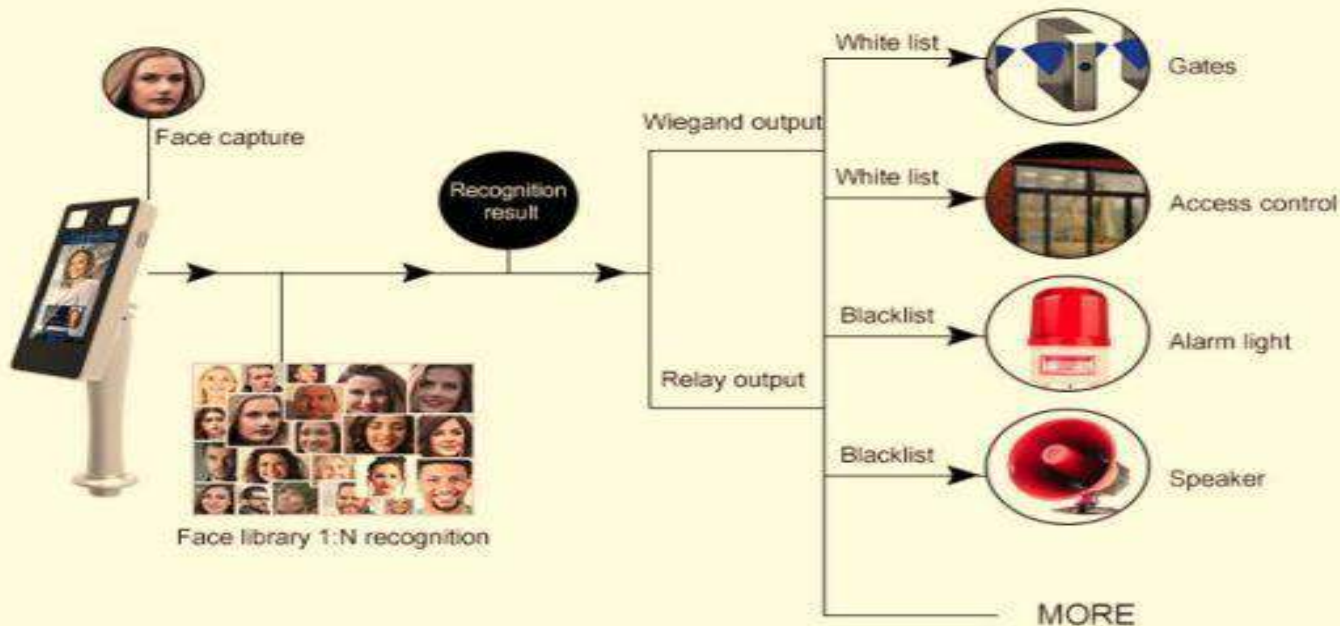 Face capture
Recognition
result
Face library 1:N recognition
Wiegand output
Relay output
White list
Gates
White list
Access control
Blacklist
Alarm light
Blacklist
Speaker
MORE